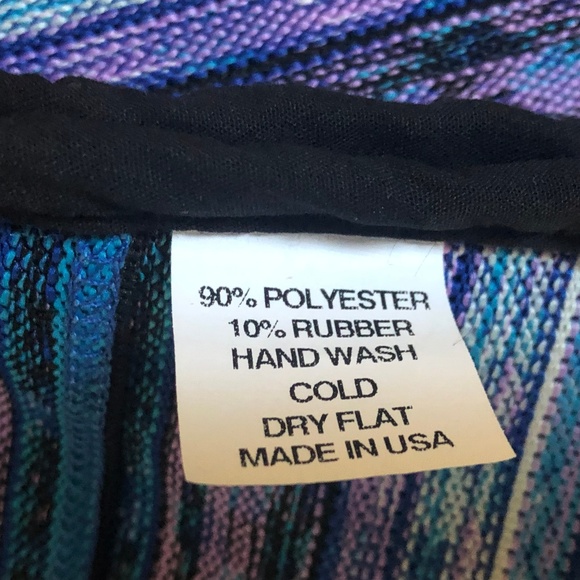 90% POLYESTER
10% RUBBER
HAND WASH
COLD
DRY FLAT
MADE IN USA